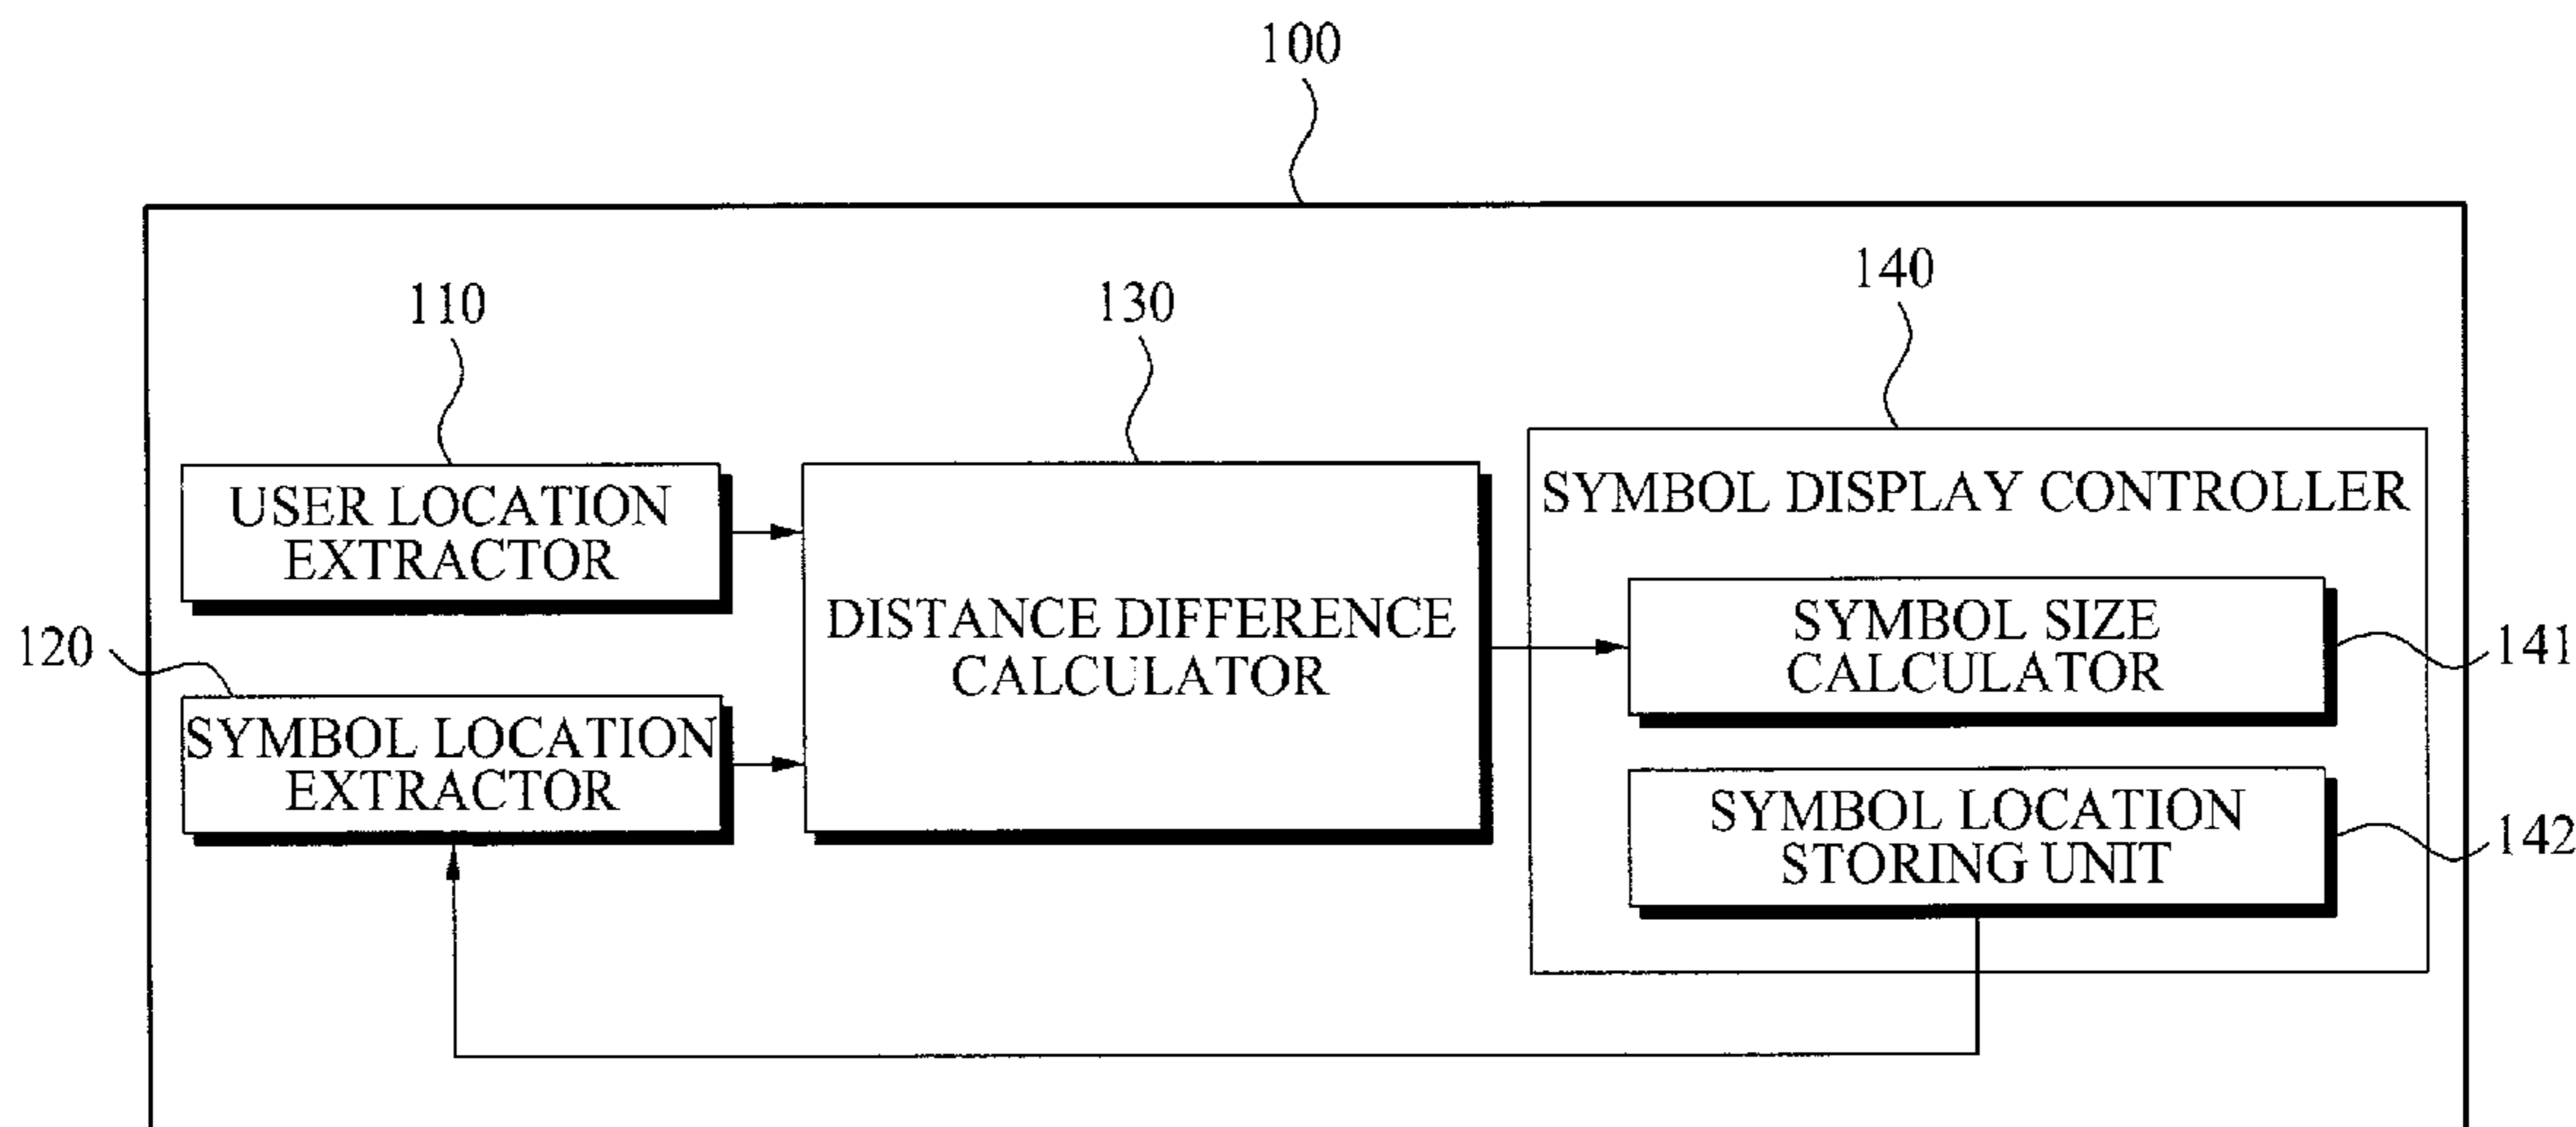 100
110
130
140
USER LOCATION
EXTRACTOR
SYMBOL DISPLAY CONTROLLER
120
DISTANCE DIFFERENCE
CALCULATOR
SYMBOL SIZE
CALCULATOR
141
SYMBOL LOCATION
EXTRACTOR
SYMBOL LOCATION
STORING UNIT
142